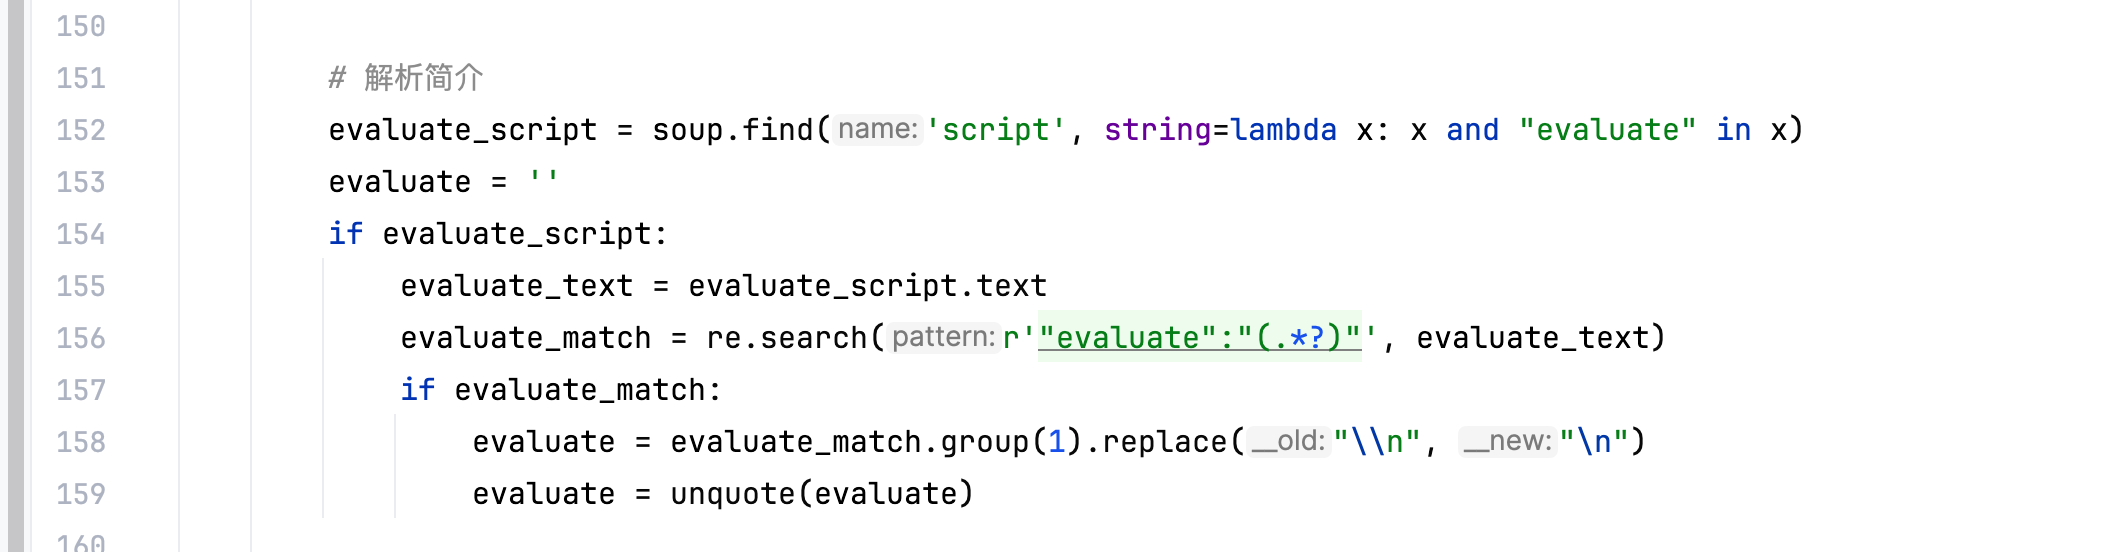 150
151 # 解析简介
152 evaluate_script = soup.find(name:'script', string=lambda x: x and "evaluate" in x)
153 evaluate = ''
154 if evaluate_script:
155 evaluate_text = evaluate_script.text
156 evaluate_match = re.search(pattern:r'"evaluate":"(.*?)"', evaluate_text)
157 if evaluate_match:
158 evaluate = evaluate_match.group(1).replace(__old:"\\n", __new:"\n")
159 evaluate = unquote(evaluate)
160